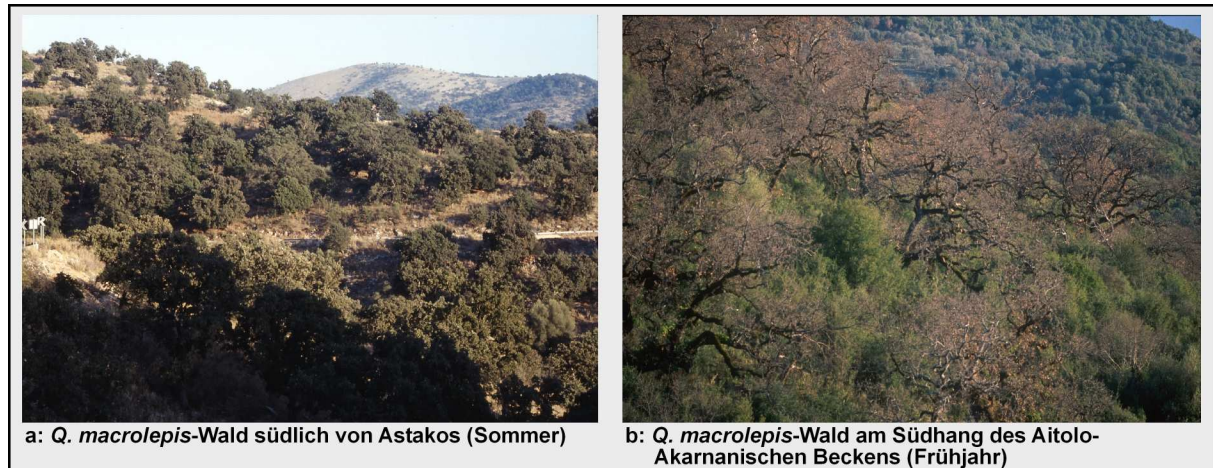 a: Q. macrolepis-Wald südlich von Astakos (Sommer)
b: Q. macrolepis-Wald am Südhang des Aitolo-
Akarnanischen Beckens (Frühjahr)